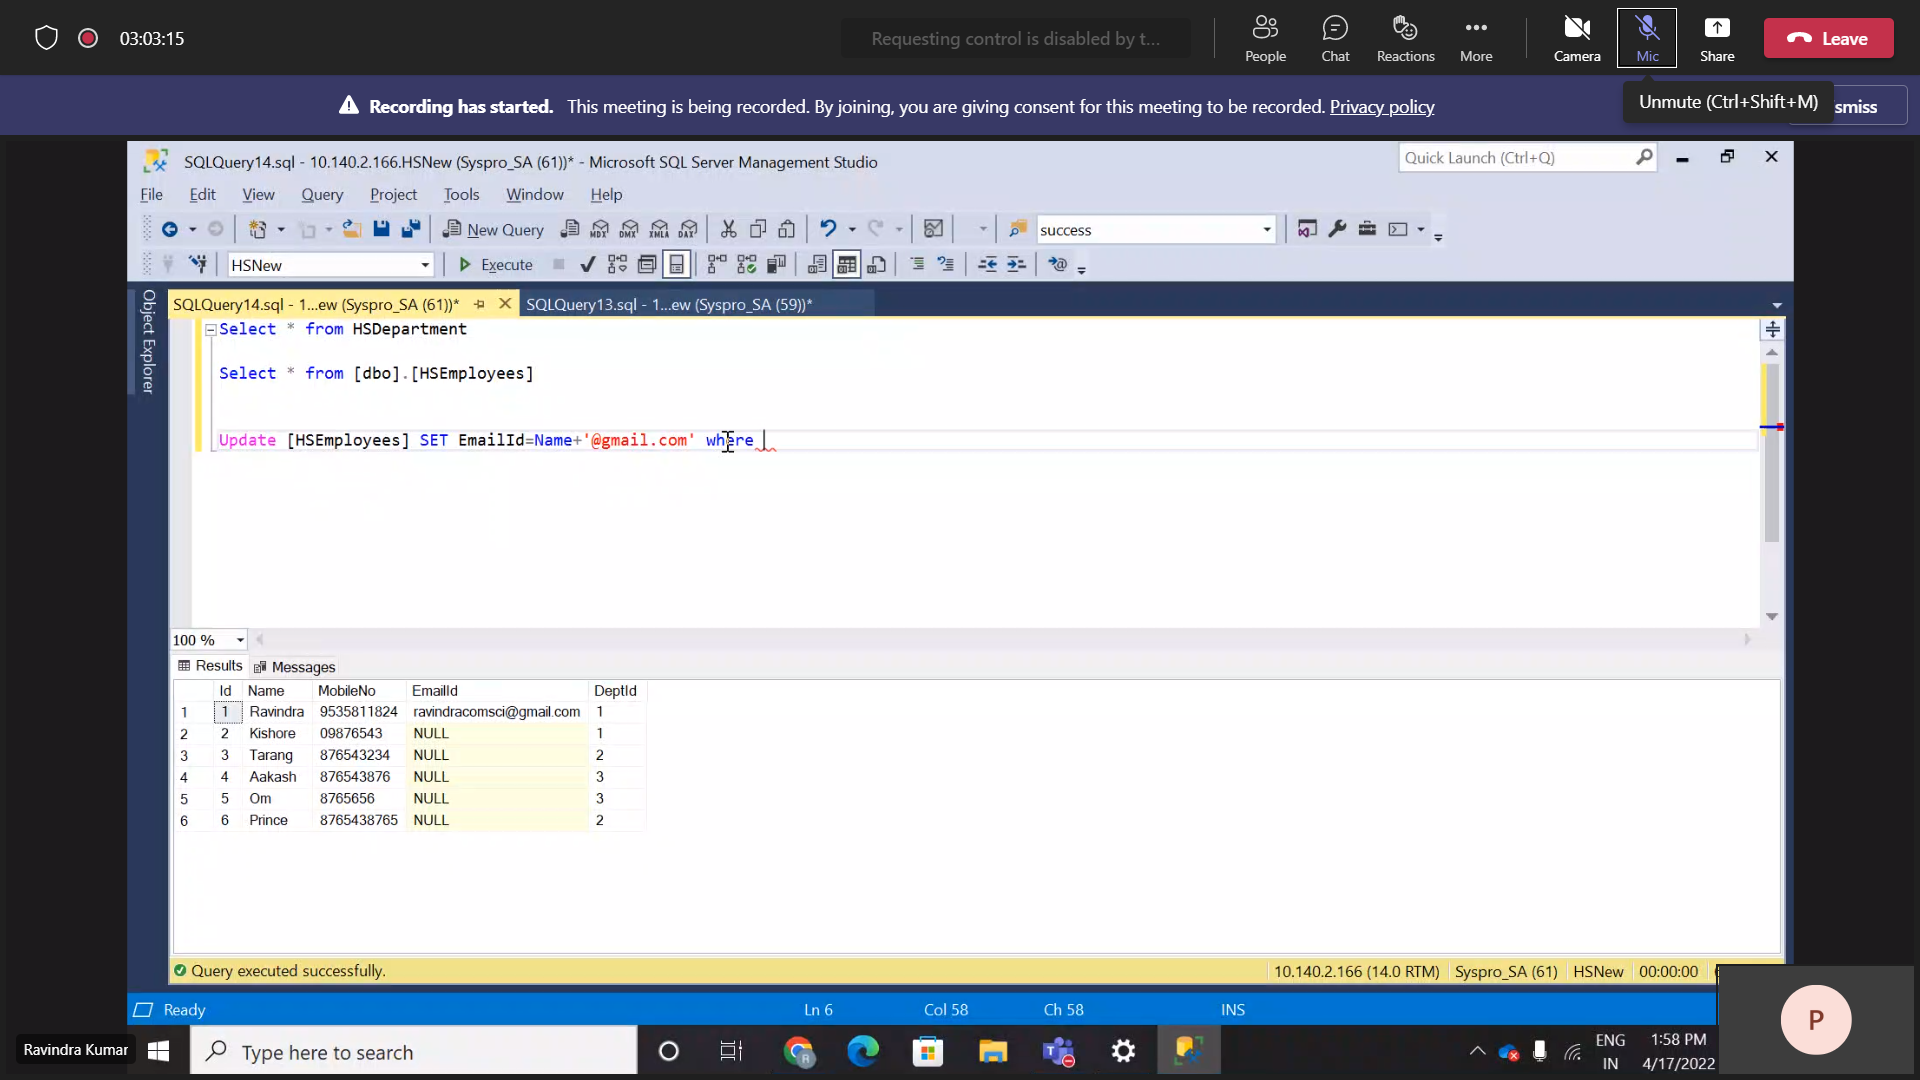 03:03:15
Requesting control is disabled by t...
People
Chat
Reactions
More
Camera
Mic
Share
Leave
Recording has started. This meeting is being recorded. By joining, you are giving consent for this meeting to be recorded. Privacy policy
Unmute (Ctrl+Shift+M)
smiss
SQLQuery14.sql - 10.140.2.166.HSNew (Syspro_SA (61))* - Microsoft SQL Server Management Studio
Quick Launch (Ctrl+Q)
File Edit View Query Project Tools Window Help
New Query
MDX DMX XMLA DAX
success
HSNew
Execute
Object Explorer
SQLQuery14.sql - 1...ew (Syspro_SA (61))*
SQLQuery13.sql - 1...ew (Syspro_SA (59))*
Select * from HSDepartment
Select * from [dbo].[HSEmployees]
Update [HSEmployees] SET EmailId=Name+'@gmail.com' where
100 %
Results Messages
Id Name MobileNo EmailId DeptId
1 1 Ravindra 9535811824 ravindracomsci@gmail.com 1
2 2 Kishore 09876543 NULL 1
3 3 Tarang 876543234 NULL 2
4 4 Aakash 876543876 NULL 3
5 5 Om 8765656 NULL 3
6 6 Prince 8765438765 NULL 2
Query executed successfully.
10.140.2.166 (14.0 RTM) Syspro_SA (61) HSNew 00:00:00
Ready
Ln 6
Col 58
Ch 58
INS
Ravindra Kumar
Type here to search
R
ENG
IN
1:58 PM
4/17/2022
P